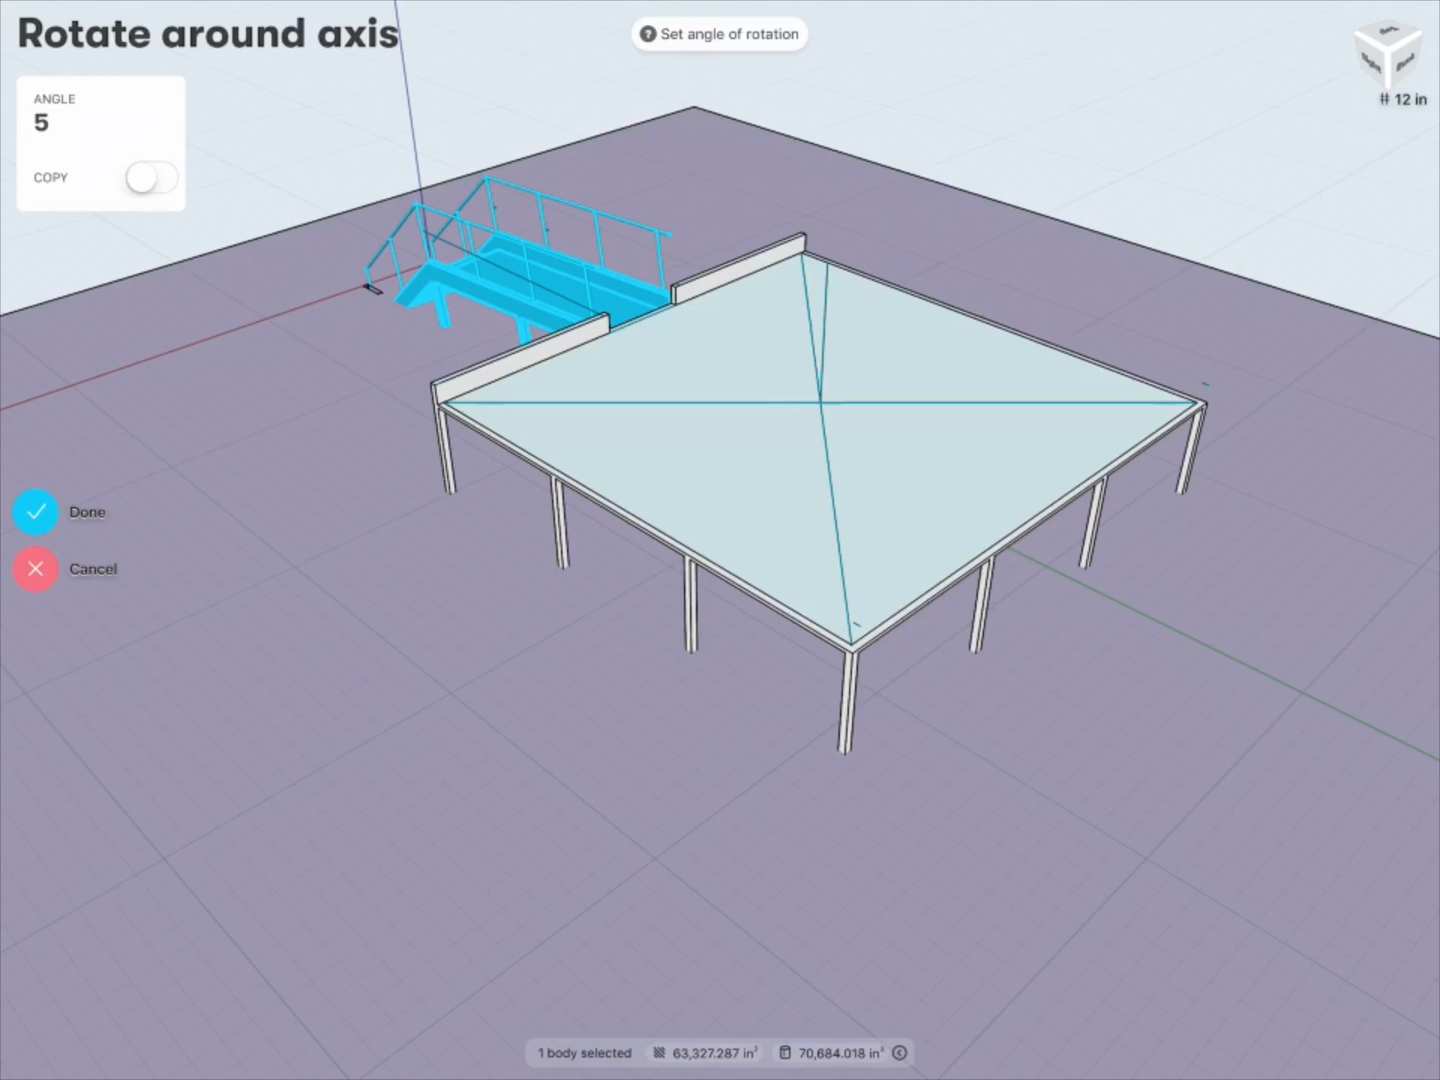 Rotate around axis
Set angle of rotation
ANGLE
5
12 in
COPY
Done
Cancel
1 body selected
63,327.287 in²
70,684.018 in³